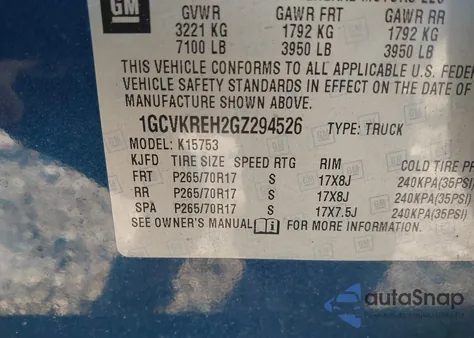 GM
GVWR GAWR FRT GAWR RR
3221 KG 1792 KG 1792 KG
7100 LB 3950 LB 3950 LB
THIS VEHICLE CONFORMS TO ALL APPLICABLE U.S. FEDER
VEHICLE SAFETY STANDARDS IN EFFECT ON THE DATE
MANUFACTURE SHOWN ABOVE.
1GCVKREH2GZ294526 TYPE: TRUCK
MODEL: K15753
KJFD TIRE SIZE SPEED RTG RIM COLD TIRE P
FRT P265/70R17 S 17X8J 240KPA(35PSI)
RR P265/70R17 S 17X8J 240KPA(35PSI)
SPA P265/70R17 S 17X7.5J 240KPA(35PSI)
SEE OWNER'S MANUAL FOR MORE INFORMATION.
autoSnap